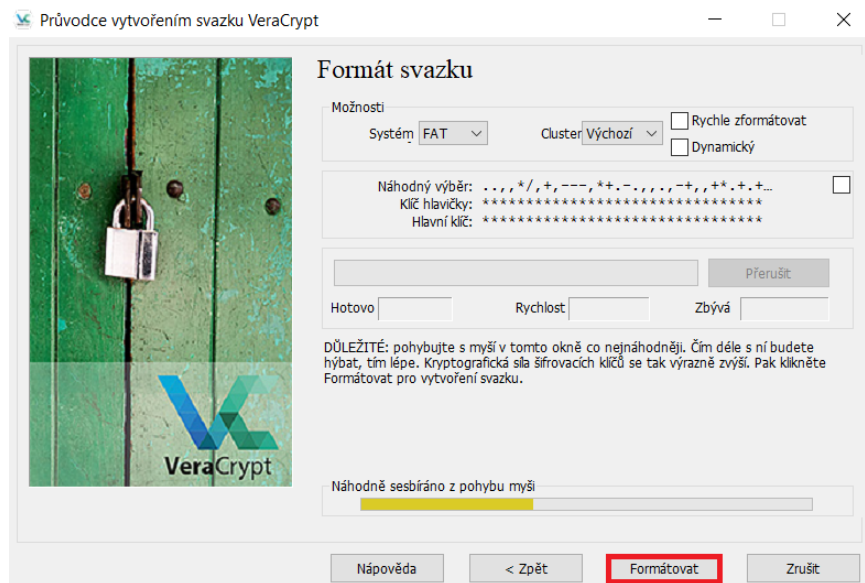 Průvodce vytvořením svazku VeraCrypt
Formát svazku
Možnosti
Systém FAT Cluster Výchozí Rychle zformátovat
Dynamický
Náhodný výběr: ..,,*/,+,---,*+.-.,,.,-+,,+*.+.+…
Klíč hlavičky: ********************************
Hlavní klíč: ********************************
Přerušit
Hotovo Rychlost Zbývá
DŮLEŽITÉ: pohybujte s myší v tomto okně co nejnáhodněji. Čím déle s ní budete
hýbat, tím lépe. Kryptografická síla šifrovacích klíčů se tak výrazně zvýší. Pak klikněte
Formátovat pro vytvoření svazku.
VeraCrypt
Náhodně sesbíráno z pohybu myši
Nápověda < Zpět Formátovat Zrušit